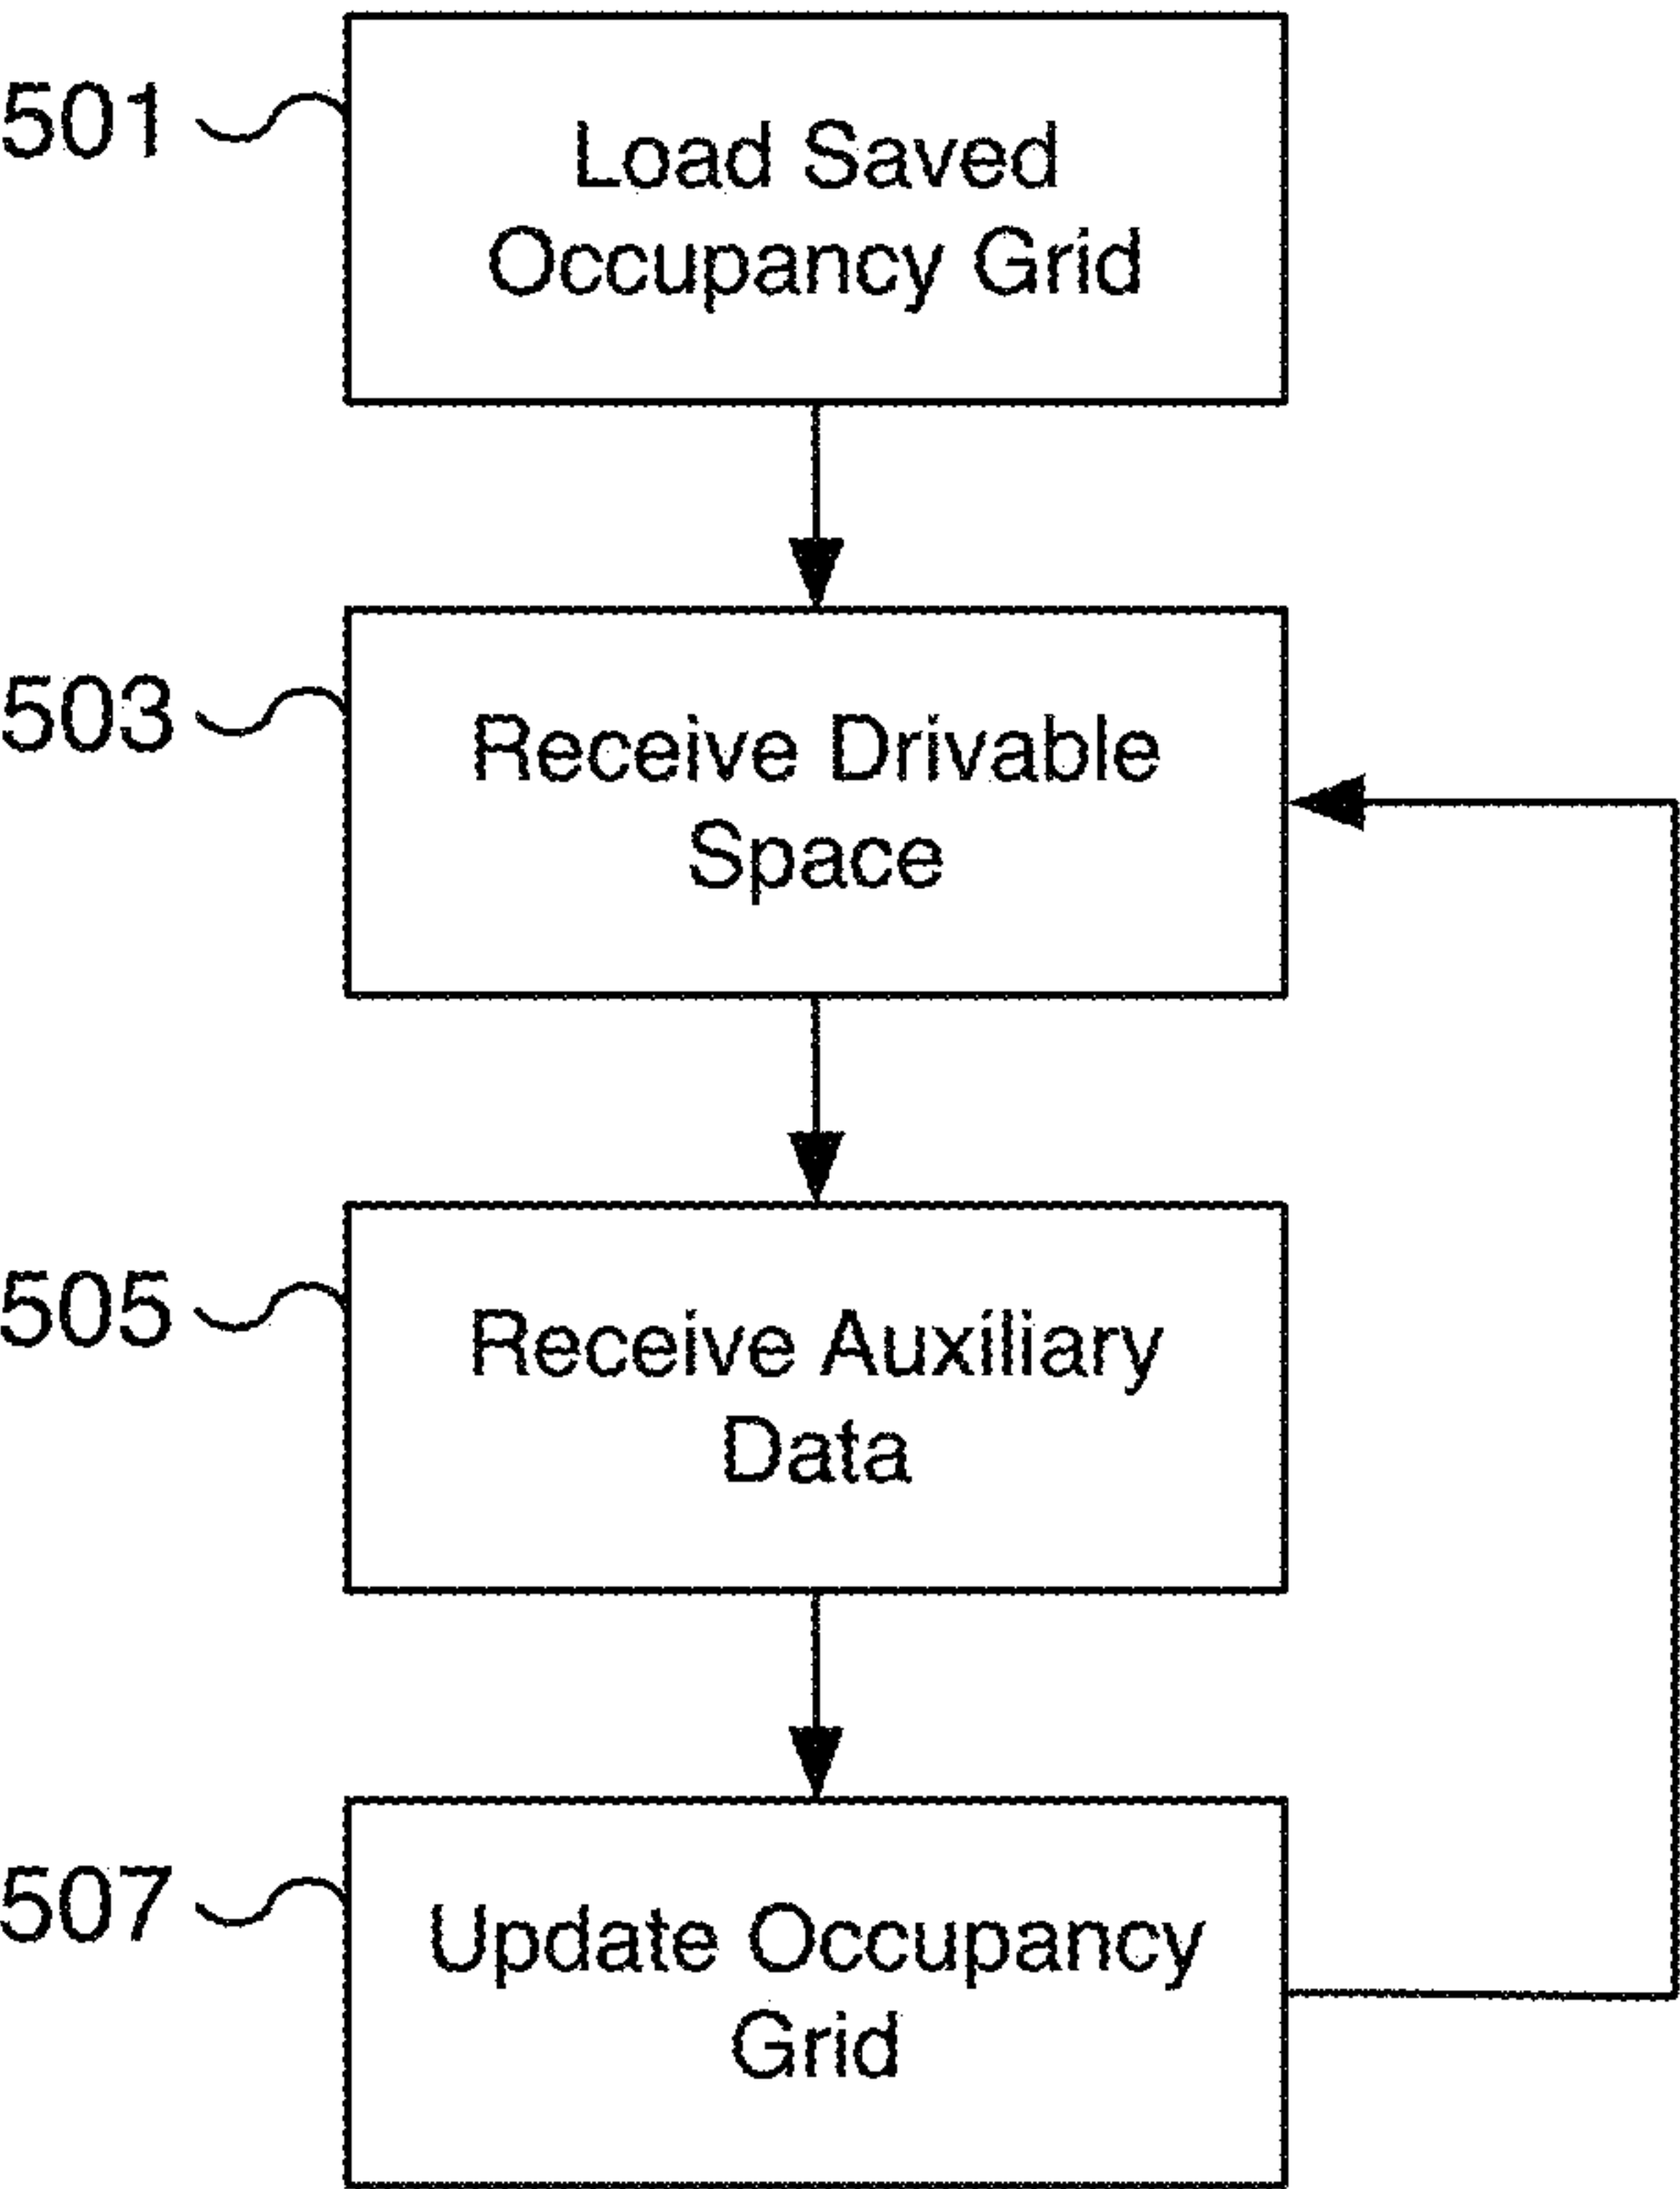 501
Load Saved
Occupancy Grid
503
Receive Drivable
Space
505
Receive Auxiliary
Data
507
Update Occupancy
Grid